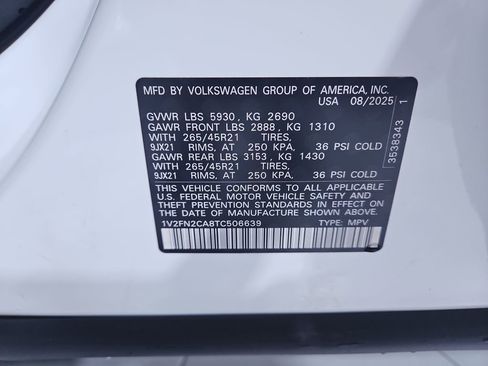 MFD BY VOLKSWAGEN GROUP OF AMERICA, INC.
USA 08/2025
GVWR LBS 5930 , KG 2690
GAWR FRONT LBS 2888 , KG 1310
WITH 265/45R21 TIRES,
9JX21 RIMS, AT 250 KPA, 36 PSI COLD
GAWR REAR LBS 3153 , KG 1430
WITH 265/45R21 TIRES,
9JX21 RIMS, AT 250 KPA, 36 PSI COLD
THIS VEHICLE CONFORMS TO ALL APPLICABLE
U.S. FEDERAL MOTOR VEHICLE SAFETY AND
THEFT PREVENTION STANDARDS IN EFFECT ON
THE DATE OF MANUFACTURE SHOWN ABOVE.
1V2FN2CA8TC506639 TYPE: MPV
3538343 1